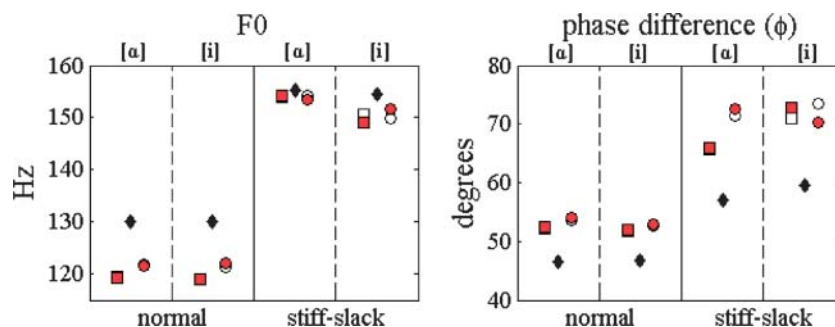 F0
[ɑ] [i] [ɑ] [i]
160
150
140
130
120
Hz
normal stiff-slack
phase difference (ϕ)
[ɑ] [i] [ɑ] [i]
80
70
60
50
40
degrees
normal stiff-slack